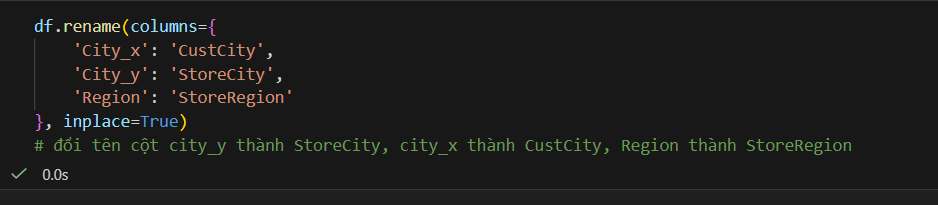 df.rename(columns={
    'City_x': 'CustCity',
    'City_y': 'StoreCity',
    'Region': 'StoreRegion'
}, inplace=True)
# đổi tên cột city_y thành StoreCity, city_x thành CustCity, Region thành StoreRegion
0.0s